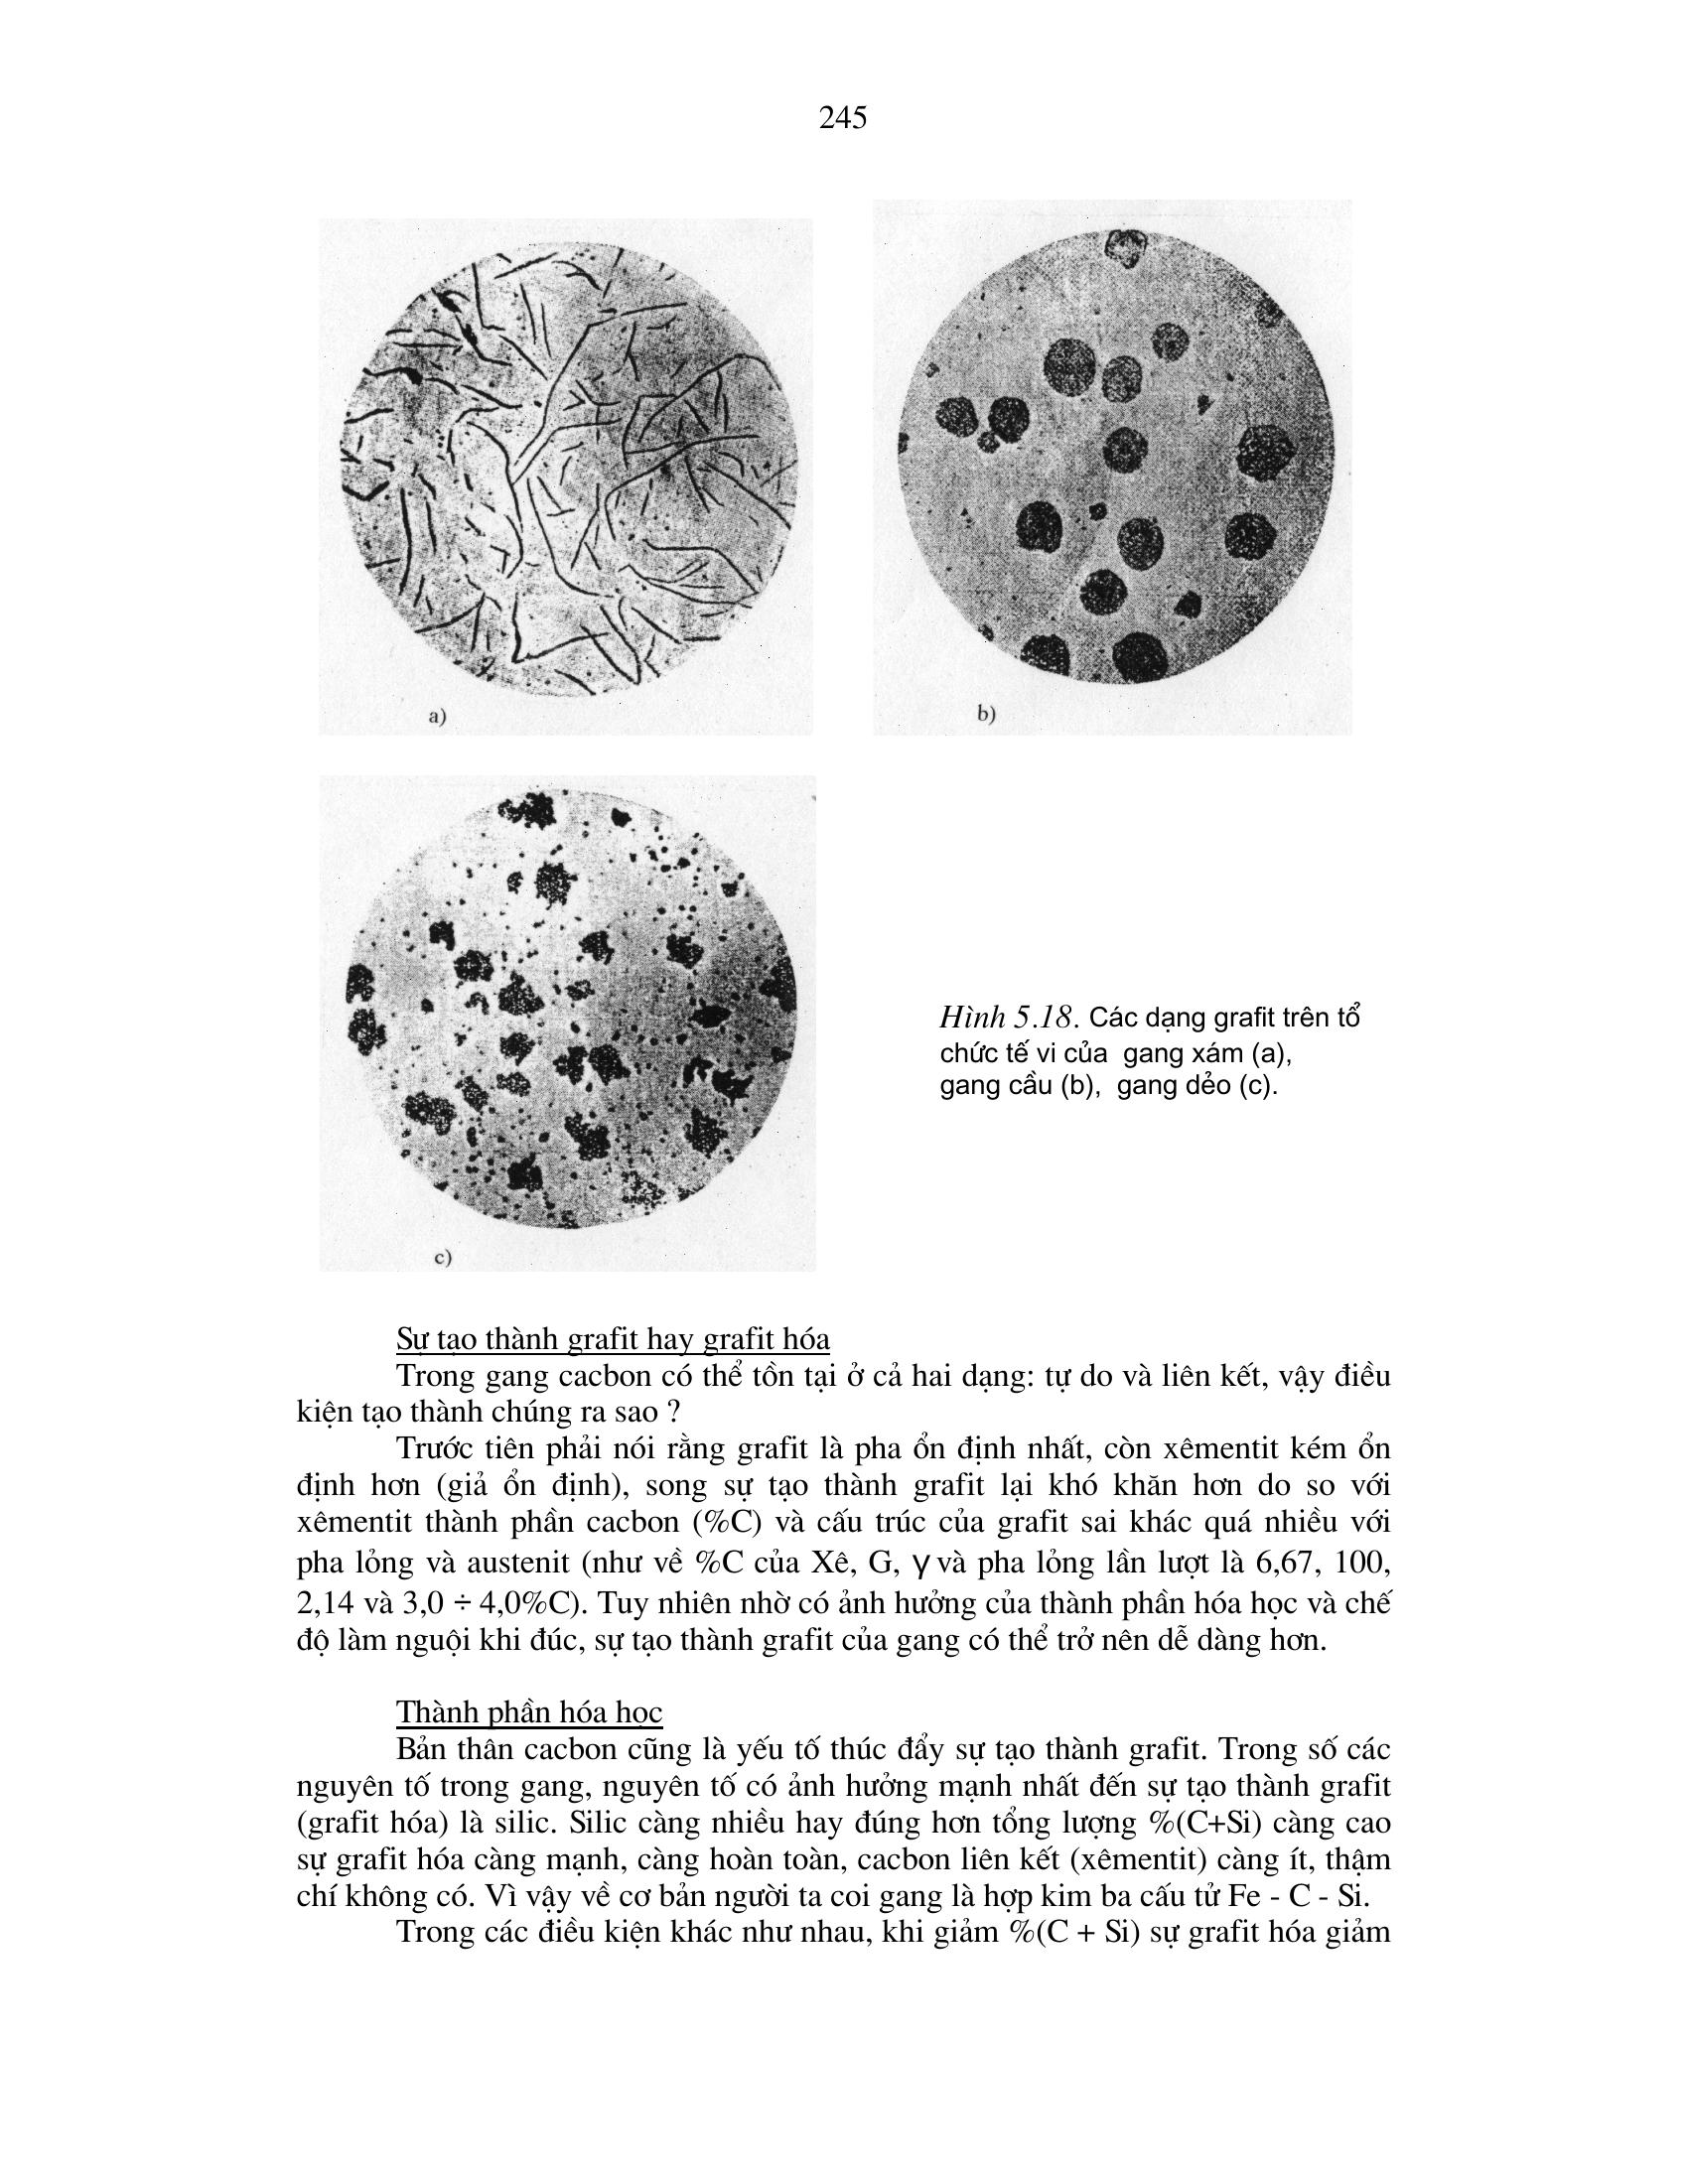 245
a)
b)
c)
Hình 5.18. Các dạng grafit trên tổ
chức tế vi của gang xám (a),
gang cầu (b), gang dẻo (c).
Sự tạo thành grafit hay grafit hóa
Trong gang cacbon có thể tồn tại ở cả hai dạng: tự do và liên kết, vậy điều
kiện tạo thành chúng ra sao ?
Trước tiên phải nói rằng grafit là pha ổn định nhất, còn xêmentit kém ổn
định hơn (giả ổn định), song sự tạo thành grafit lại khó khăn hơn do so với
xêmentit thành phần cacbon (%C) và cấu trúc của grafit sai khác quá nhiều với
pha lỏng và austenit (như về %C của Xê, G, γ và pha lỏng lần lượt là 6,67, 100,
2,14 và 3,0 ÷ 4,0%C). Tuy nhiên nhờ có ảnh hưởng của thành phần hóa học và chế
độ làm nguội khi đúc, sự tạo thành grafit của gang có thể trở nên dễ dàng hơn.
Thành phần hóa học
Bản thân cacbon cũng là yếu tố thúc đẩy sự tạo thành grafit. Trong số các
nguyên tố trong gang, nguyên tố có ảnh hưởng mạnh nhất đến sự tạo thành grafit
(grafit hóa) là silic. Silic càng nhiều hay đúng hơn tổng lượng %(C+Si) càng cao
sự grafit hóa càng mạnh, càng hoàn toàn, cacbon liên kết (xêmentit) càng ít, thậm
chí không có. Vì vậy về cơ bản người ta coi gang là hợp kim ba cấu tử Fe - C - Si.
Trong các điều kiện khác như nhau, khi giảm %(C + Si) sự grafit hóa giảm